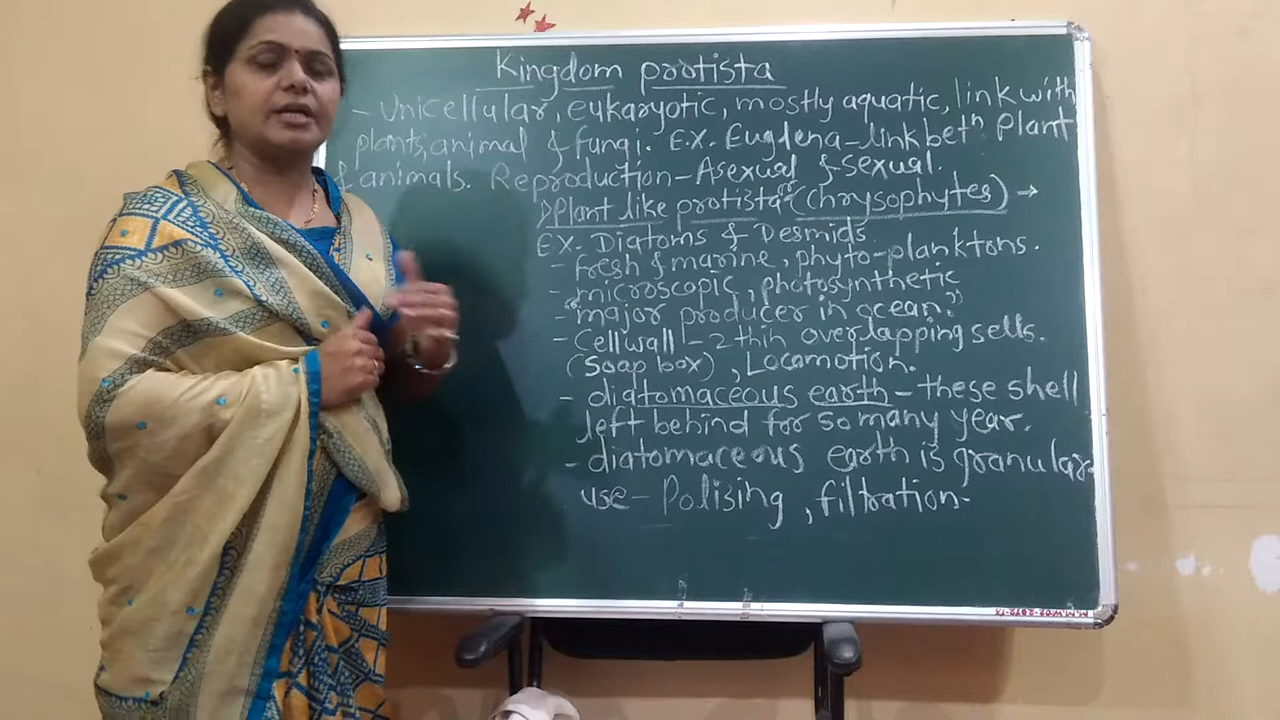 Kingdom protista
- Unicellular, eukaryotic, mostly aquatic, link with
plants, animal & fungi. E.X. Euglena - link betn plant
& animals. Reproduction - Asexual & sexual.
1) Plant like protista or (chrysophytes) →
EX. Diatoms & Desmids
- fresh & marine, phyto-planktons.
- microscopic, photosynthetic
- "major producer in ocean."
- Cellwall - 2 thin overlapping sells.
(Soap box), Locomotion.
- diatomaceous earth - these shell
left behind for so many year.
- diatomaceous earth is granular
use - Polising, filtration.